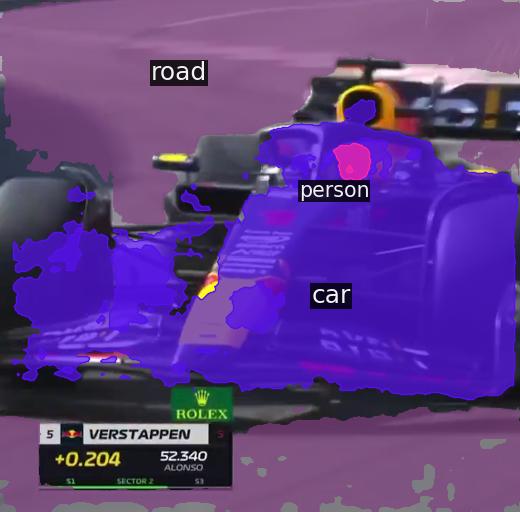 road
person
car
ROLEX
5 VERSTAPPEN 5
+0.204 52.340
ALONSO
S1 SECTOR 2 S3